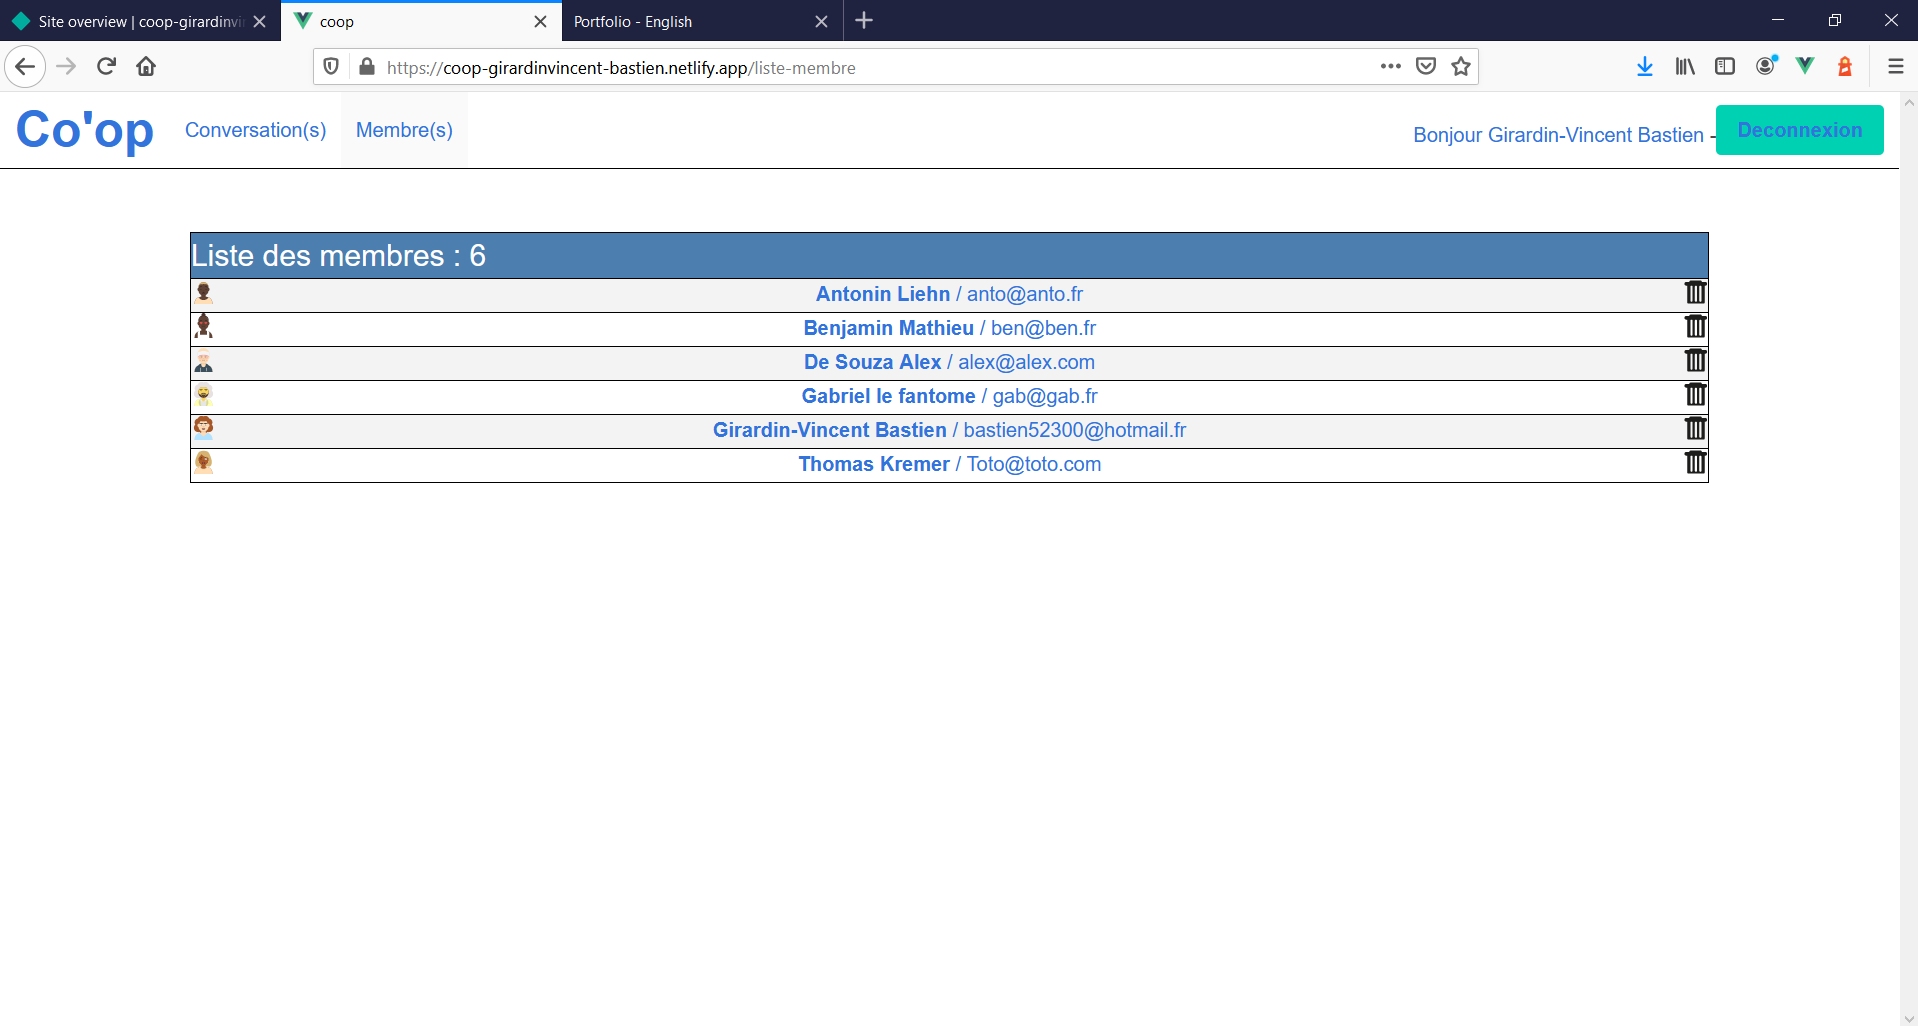 Site overview | coop-girardinvi
coop
Portfolio - English
https://coop-girardinvincent-bastien.netlify.app/liste-membre
Co'op
Conversation(s)
Membre(s)
Bonjour Girardin-Vincent Bastien -
Deconnexion
Liste des membres : 6
Antonin Liehn / anto@anto.fr
Benjamin Mathieu / ben@ben.fr
De Souza Alex / alex@alex.com
Gabriel le fantome / gab@gab.fr
Girardin-Vincent Bastien / bastien52300@hotmail.fr
Thomas Kremer / Toto@toto.com